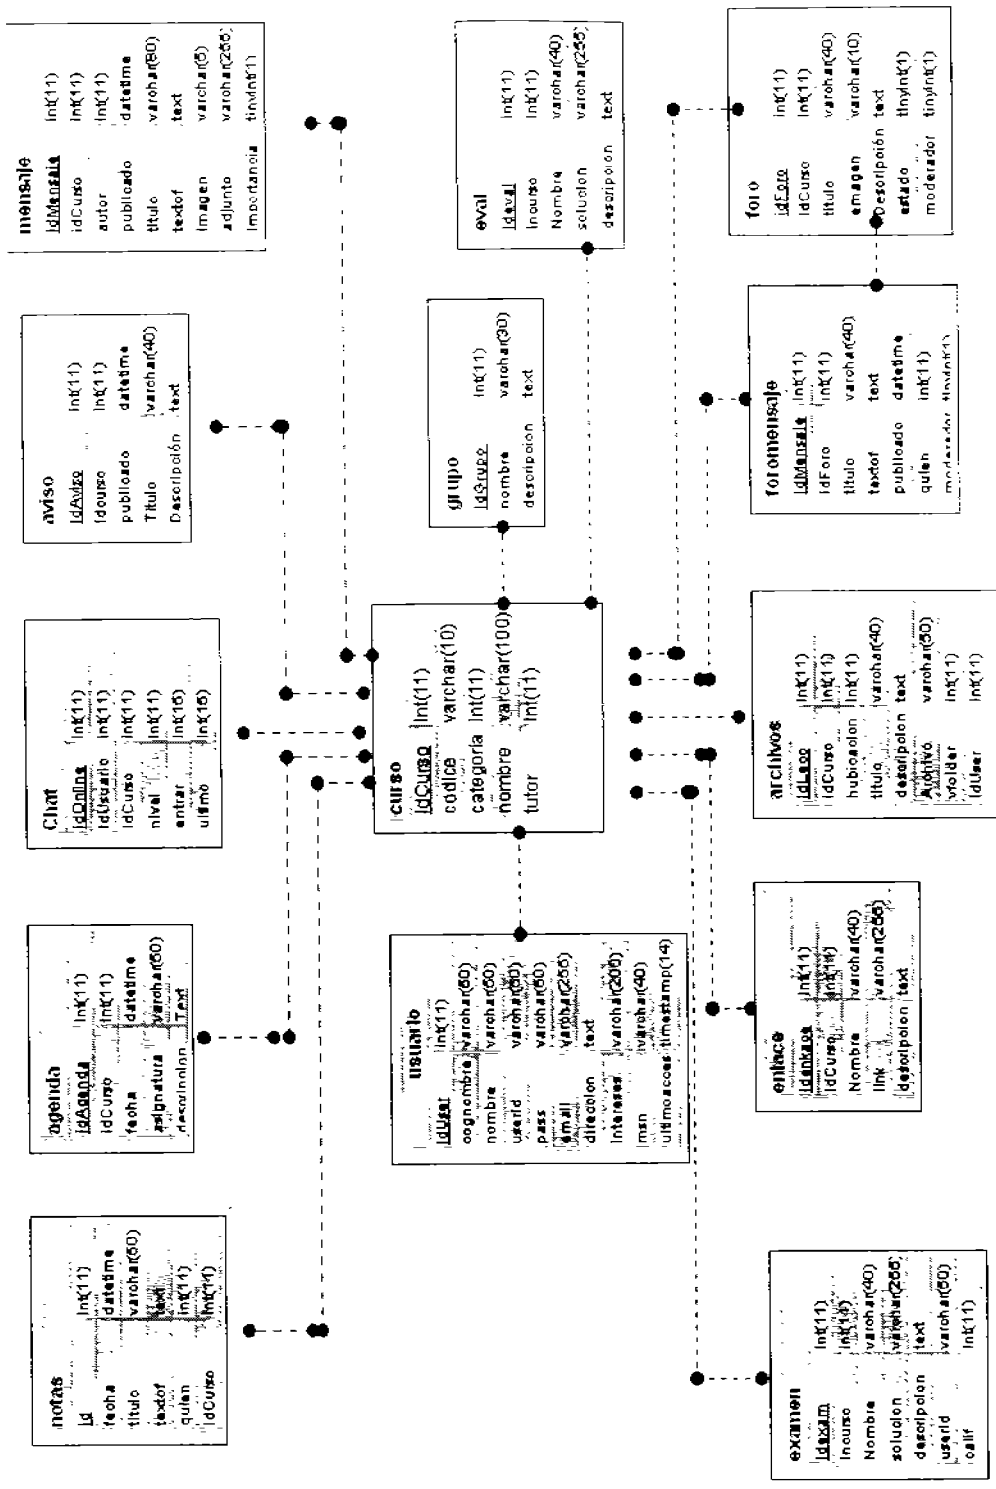 notas
id Int(11)
fecha datetime
titulo varchar(50)
textof text
quien Int(11)
IdCurso Int(11)
agenda
IdAgenda Int(11)
IdCurso Int(11)
fecha datetime
asignatura varchar(50)
descripcion Text
Chat
IdOnline Int(11)
IdUsuario Int(11)
IdCurso Int(11)
nivel Int(11)
entrar Int(15)
ultimo Int(15)
aviso
IdAviso Int(11)
Idcurso Int(11)
publicado datetime
Titulo varchar(40)
Descripción text
mensaje
IdMensaje Int(11)
IdCurso Int(11)
autor Int(11)
publicado datetime
titulo varchar(80)
textof text
Imagen varchar(5)
adjunto varchar(255)
Importancia tinyint(1)
usuario
IdUser Int(11)
cognombre varchar(50)
nombre varchar(50)
userId varchar(50)
pass varchar(50)
email varchar(255)
direccion text
Intereses varchar(200)
msn varchar(40)
ultimoacces timestamp(14)
curso
IdCurso Int(11)
códice varchar(10)
categoría Int(11)
nombre varchar(100)
tutor Int(11)
grupo
IdGrupo Int(11)
nombre varchar(30)
descripcion text
eval
Ideval Int(11)
Incurso Int(11)
Nombre varchar(40)
solucion varchar(255)
descripcion text
examen
Idexam Int(11)
Incurso Int(11)
Nombre varchar(40)
solucion varchar(255)
descripcion text
userId varchar(50)
calif Int(11)
enlace
IdCurso Int(11)
Nombre varchar(40)
link varchar(255)
descripcion text
archivos
IdLecc Int(11)
IdCurso Int(11)
hubicacion Int(11)
titulo varchar(40)
descripcion text
Archivo varchar(50)
infolder Int(11)
IdUser Int(11)
foromensaje
IdMensaje Int(11)
IdForo Int(11)
titulo varchar(40)
textof text
publicado datetime
quien Int(11)
moderador tinyint(1)
foro
IdForo Int(11)
IdCurso Int(11)
titulo varchar(40)
emagen varchar(10)
Descripción text
estado tinyint(1)
moderador tinyint(1)